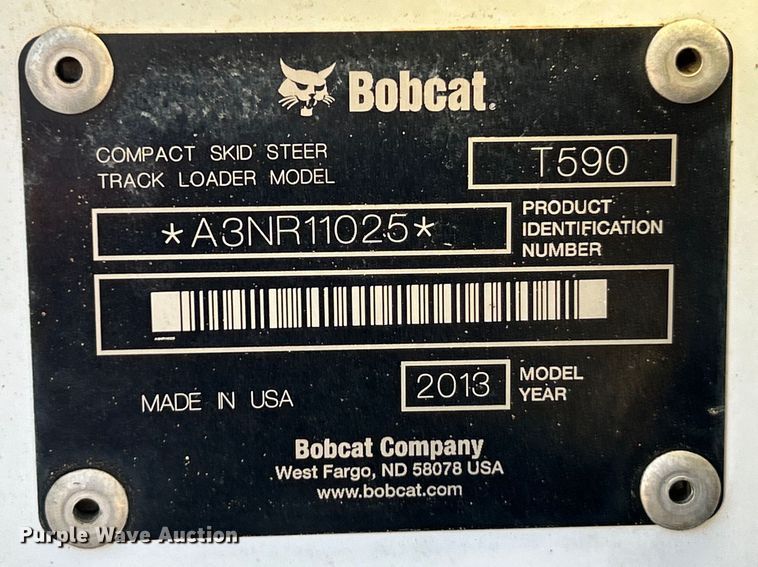 Bobcat.
COMPACT SKID STEER
TRACK LOADER MODEL
T590
*A3NR11025*
PRODUCT
IDENTIFICATION
NUMBER
MADE IN USA
2013
MODEL
YEAR
Bobcat Company
West Fargo, ND 58078 USA
www.bobcat.com
Purple Wave Auction